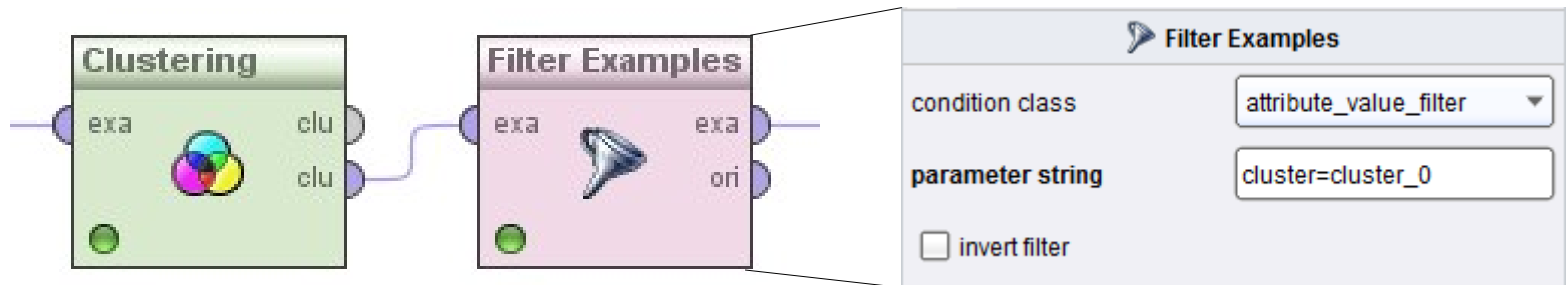 Clustering
exa clu
clu
Filter Examples
exa exa
ori
Filter Examples
condition class attribute_value_filter
parameter string cluster=cluster_0
invert filter